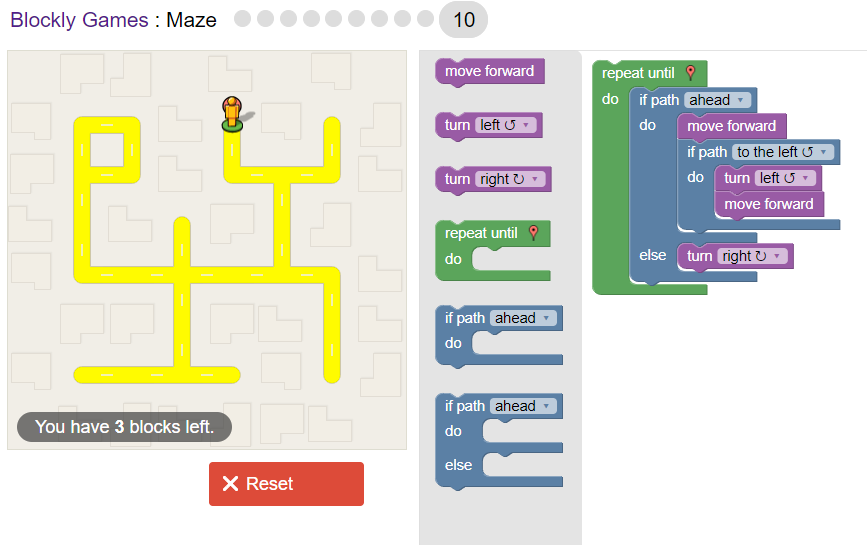 Blockly Games : Maze 10
You have 3 blocks left.
Reset
move forward
turn left ↺
turn right ↻
repeat until
do
if path ahead
do
if path ahead
do
else
repeat until
do if path ahead
do move forward
if path to the left ↺
do turn left ↺
move forward
else turn right ↻